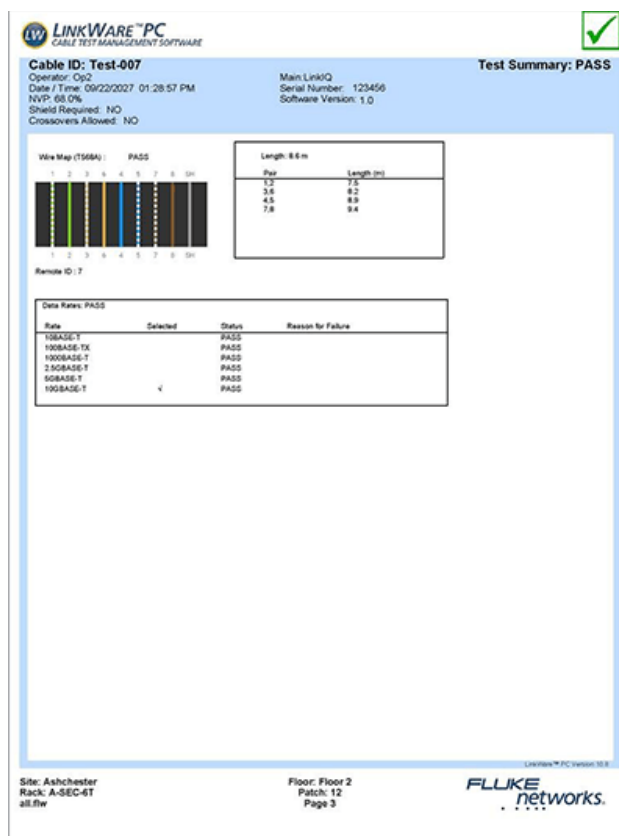 LW LINKWARE™PC
CABLE TEST MANAGEMENT SOFTWARE
Cable ID: Test-007
Test Summary: PASS
Operator: Op2
Date / Time: 09/22/2027 01:28:57 PM
NVP: 68.0%
Shield Required: NO
Crossovers Allowed: NO
Main:LinkIQ
Serial Number: 123456
Software Version: 1.0
Wire Map (T568A) : PASS
1 2 3 6 4 5 7 8 SH
1 2 3 6 4 5 7 8 SH
Remote ID : 7
Length: 8.6 m
Pair Length (m)
1,2 7.5
3,6 8.2
4,5 8.9
7,8 9.4
Data Rates: PASS
Rate Selected Status Reason for Failure
10BASE-T PASS
100BASE-TX PASS
1000BASE-T PASS
2.5GBASE-T PASS
5GBASE-T PASS
10GBASE-T √ PASS
LinkWare™ PC Version 10.8
Site: Ashchester
Rack: A-SEC-6T
all.flw
Floor: Floor 2
Patch: 12
Page 3
FLUKE
networks.